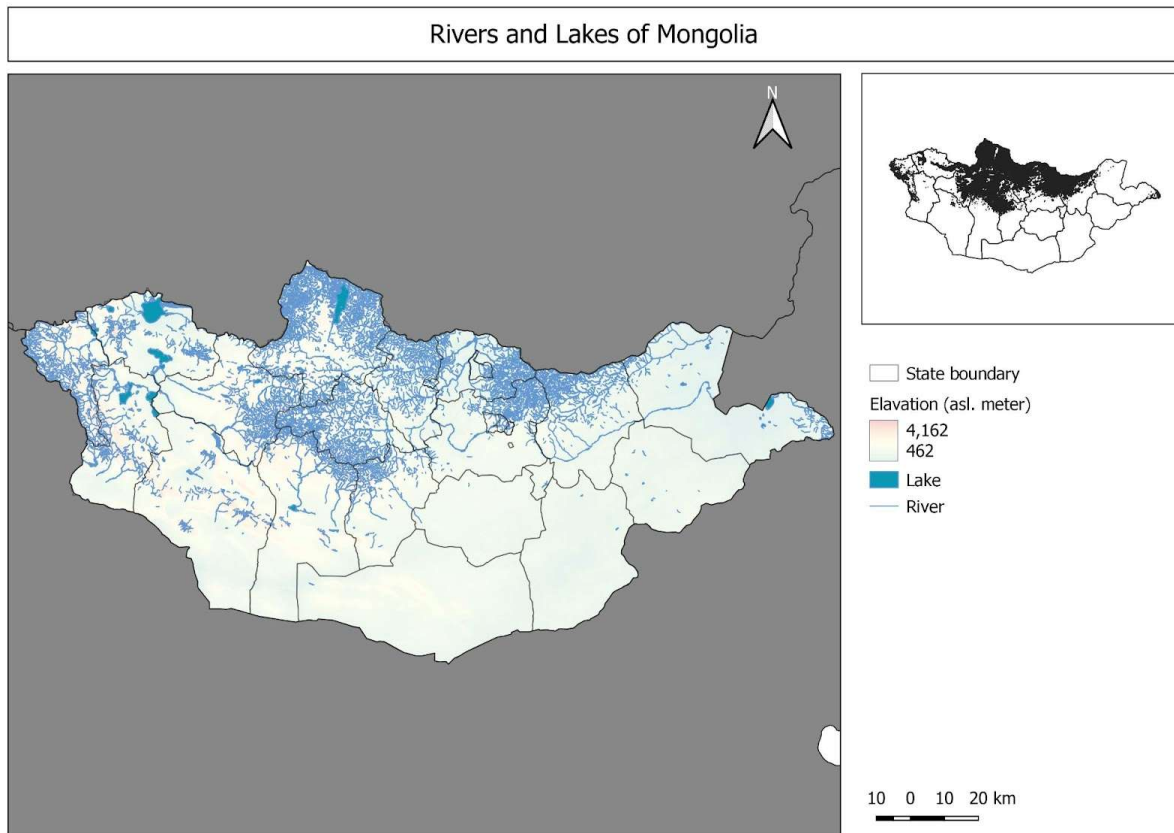 Rivers and Lakes of Mongolia
N
State boundary
Elavation (asl. meter)
4,162
462
Lake
River
10 0 10 20 km